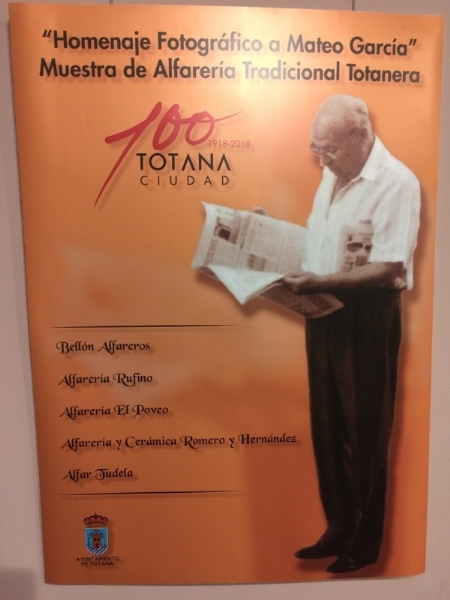 “Homenaje Fotográfico a Mateo García”
Muestra de Alfarería Tradicional Totanera
100
1918-2018
TOTANA
CIUDAD
Bellón Alfareros
Alfarería Rufino
Alfarería El Poveo
Alfarería y Cerámica Romero y Hernández
Alfar Tudela
AYUNTAMIENTO
DE TOTANA